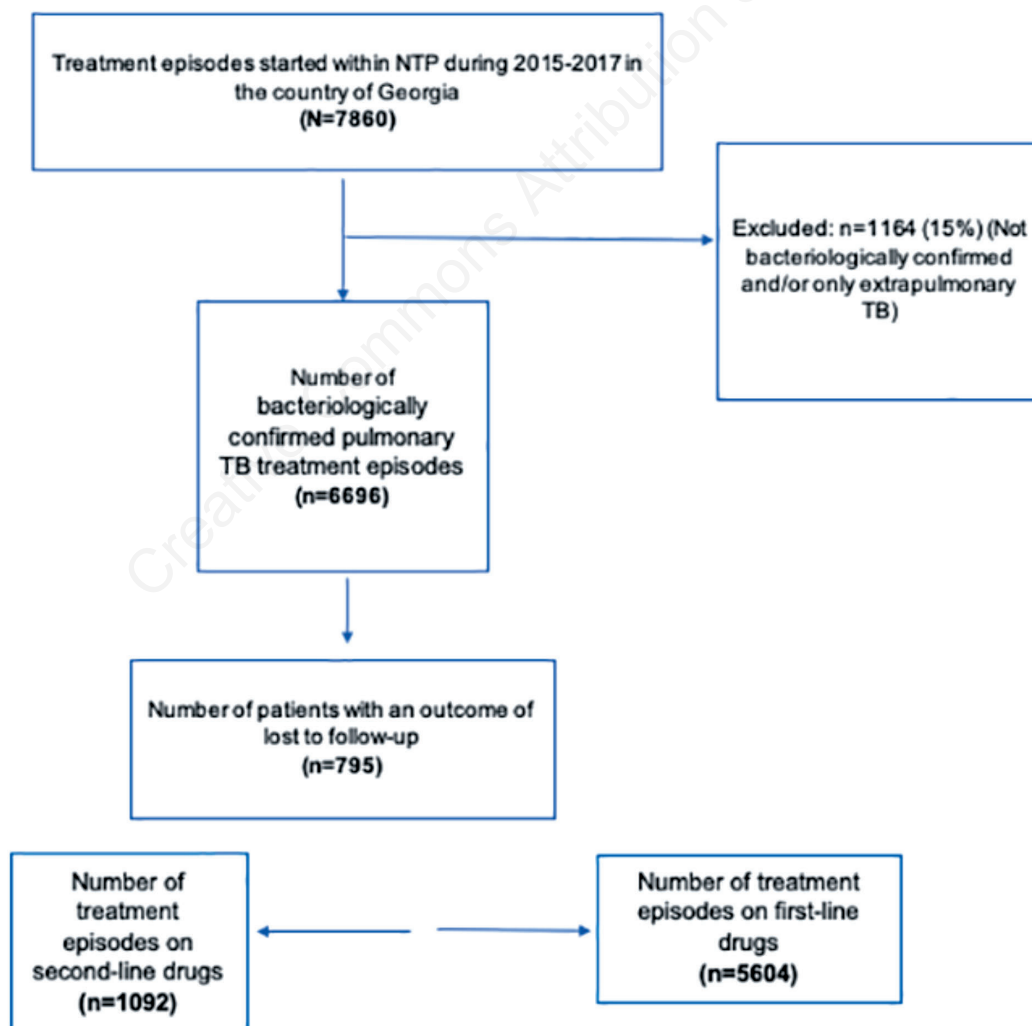 Treatment episodes started within NTP during 2015-2017 in
the country of Georgia
(N=7860)
Excluded: n=1164 (15%) (Not
bacteriologically confirmed
and/or only extrapulmonary
TB)
Number of
bacteriologically
confirmed pulmonary
TB treatment episodes
(n=6696)
Number of patients with an outcome of
lost to follow-up
(n=795)
Number of
treatment
episodes on
second-line drugs
(n=1092)
Number of treatment
episodes on first-line
drugs
(n=5604)
Creative Commons Attribution